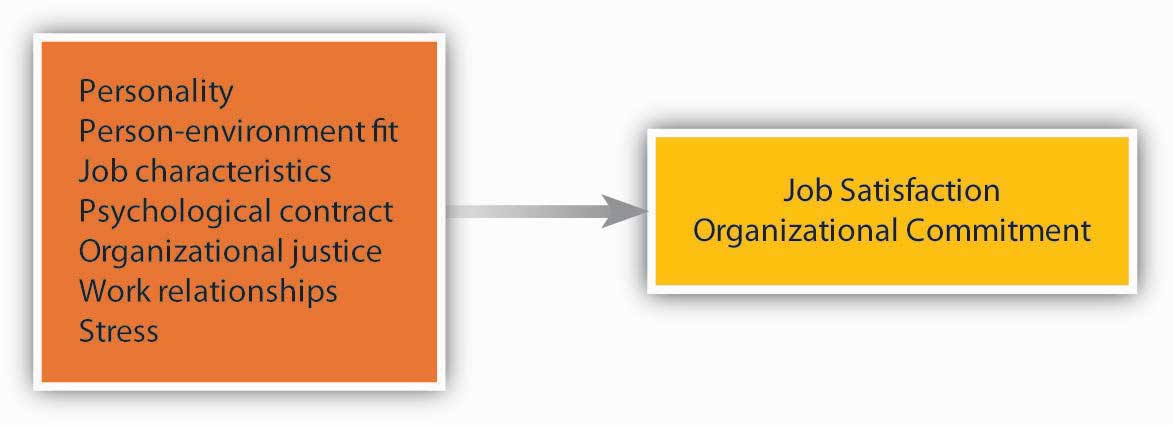 Personality
Person-environment fit
Job characteristics
Psychological contract
Organizational justice
Work relationships
Stress
Job Satisfaction
Organizational Commitment